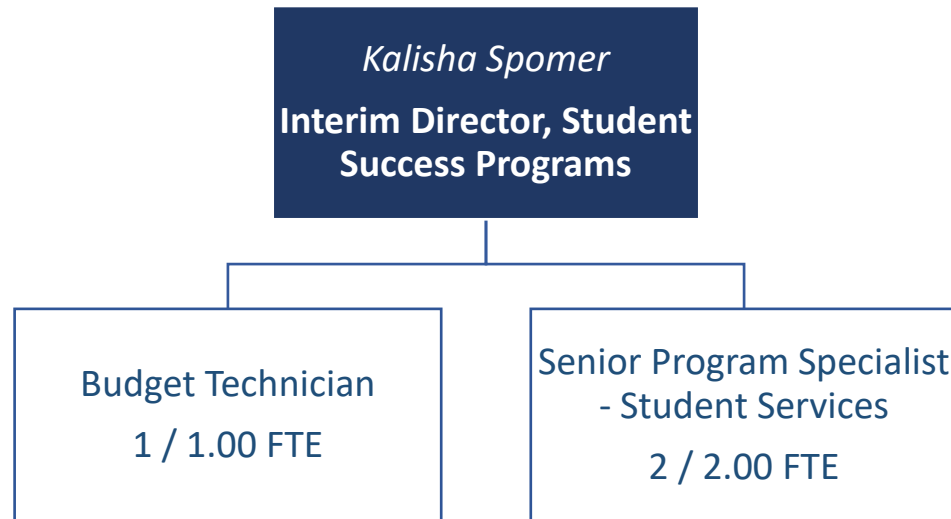 Kalisha Spomer
Interim Director, Student
Success Programs
Budget Technician
1 / 1.00 FTE
Senior Program Specialist
- Student Services
2 / 2.00 FTE